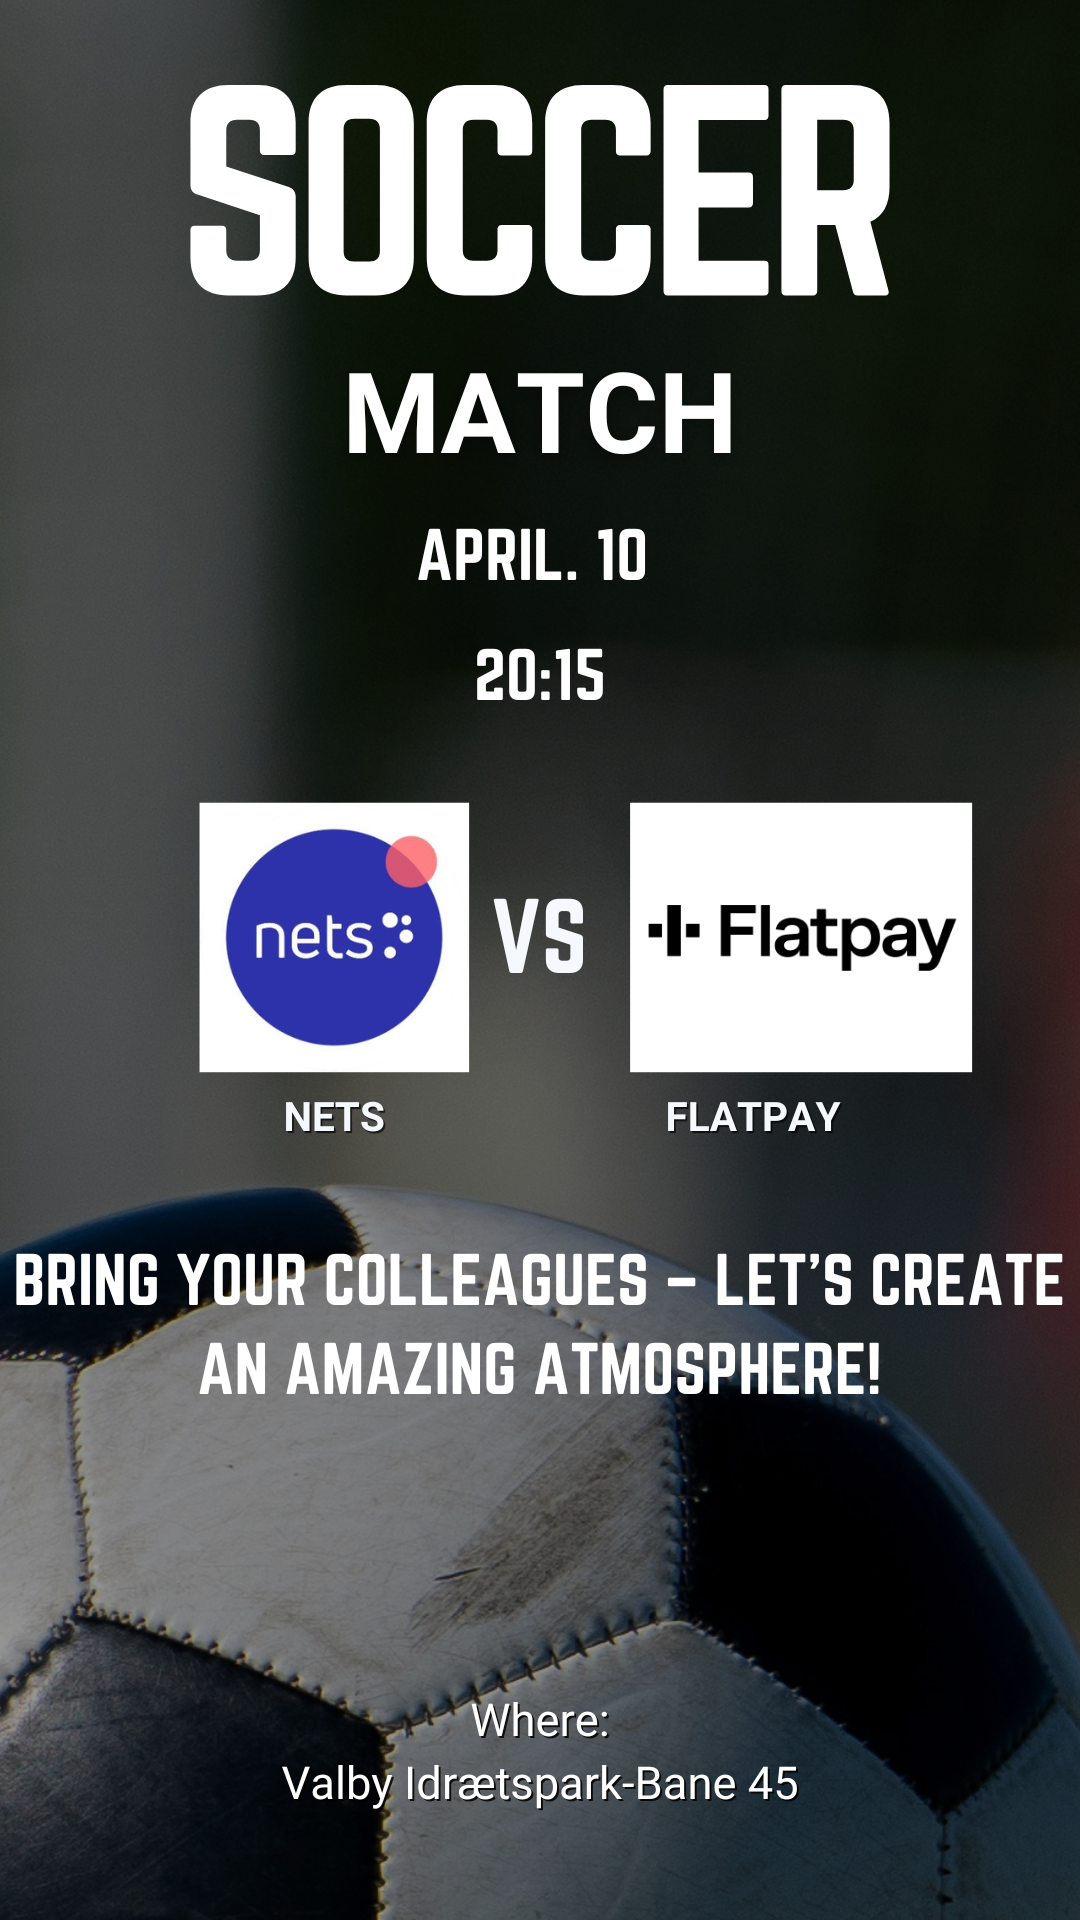 SOCCER
MATCH
APRIL. 10
20:15
nets
VS
Flatpay
NETS
FLATPAY
BRING YOUR COLLEAGUES – LET'S CREATE
AN AMAZING ATMOSPHERE!
Where:
Valby Idrætspark-Bane 45